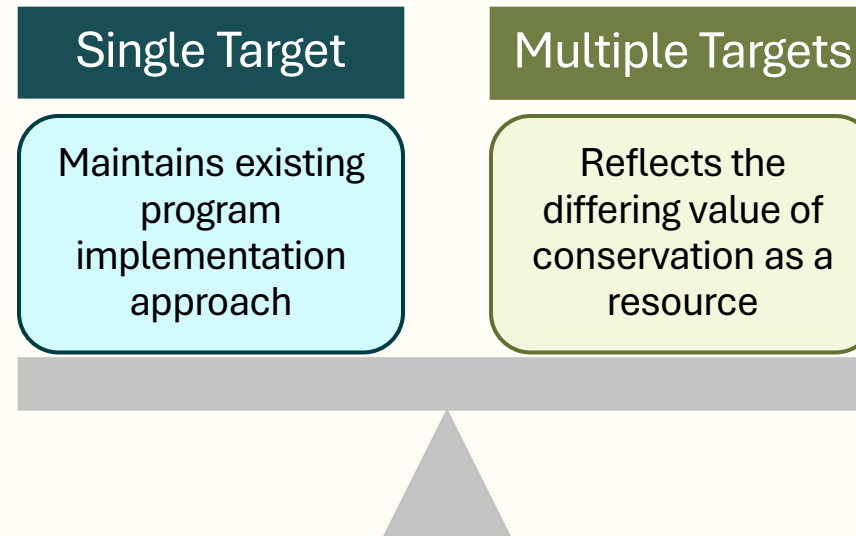 Single Target
Maintains existing
program
implementation
approach
Multiple Targets
Reflects the
differing value of
conservation as a
resource